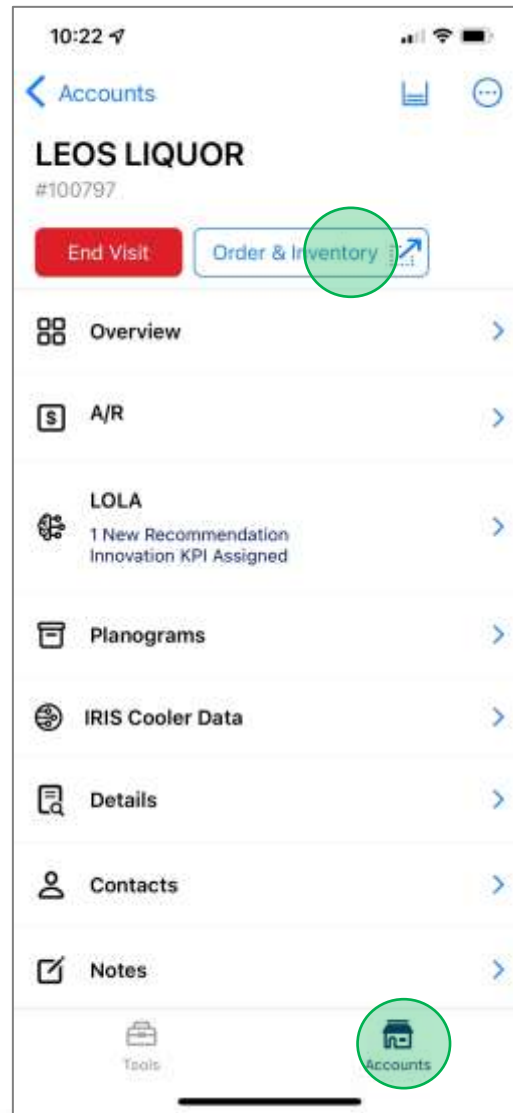 10:22
Accounts
LEOS LIQUOR
#100797
End Visit
Order & Inventory
Overview
A/R
LOLA
1 New Recommendation
Innovation KPI Assigned
Planograms
IRIS Cooler Data
Details
Contacts
Notes
Tools
Accounts